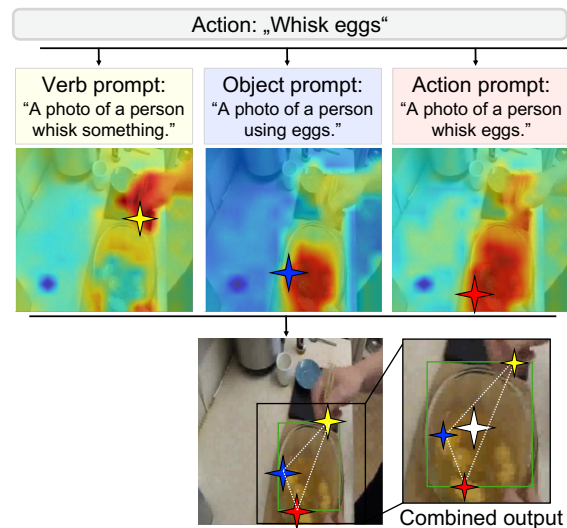 Action: „Whisk eggs“
Verb prompt:
“A photo of a person
whisk something.”
Object prompt:
“A photo of a person
using eggs.”
Action prompt:
“A photo of a person
whisk eggs.”
Combined output